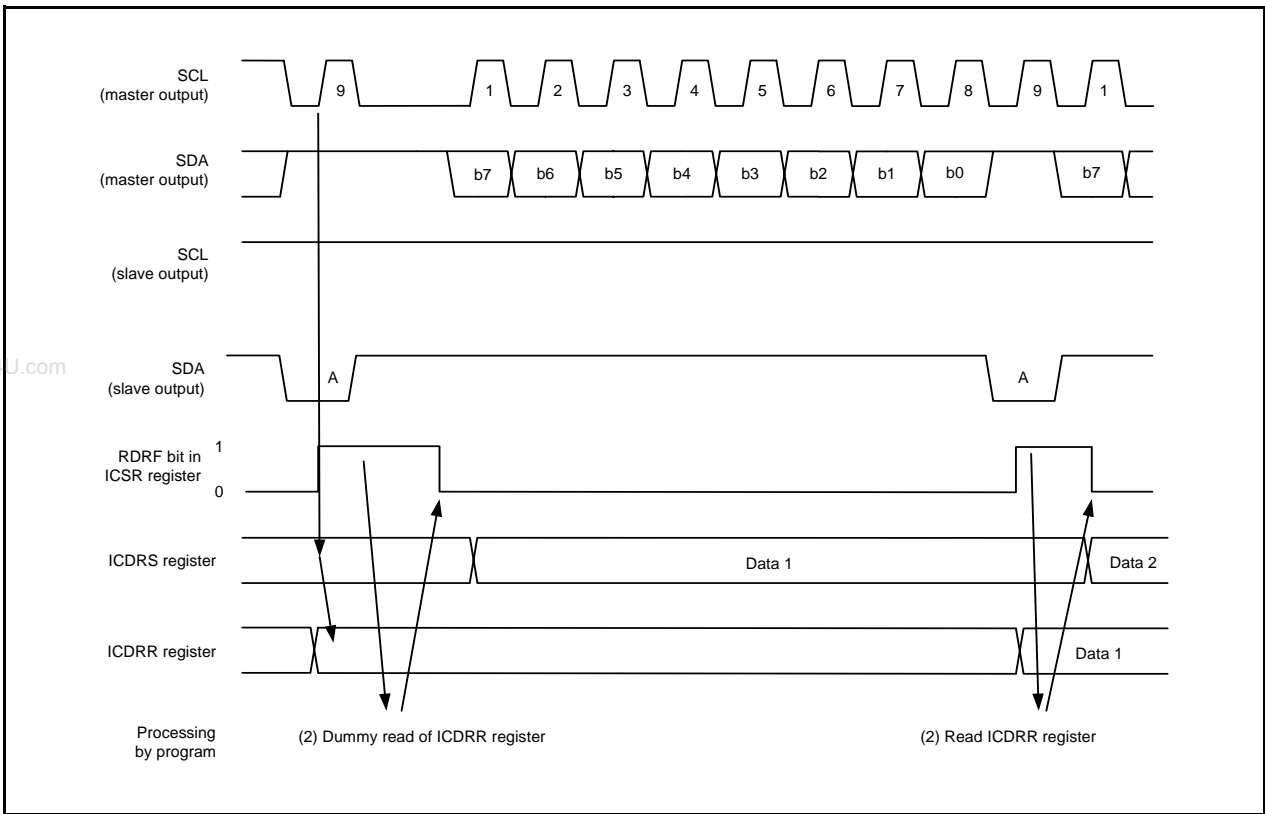 SCL
(master output)
9
1
2
3
4
5
6
7
8
9
1
SDA
(master output)
b7
b6
b5
b4
b3
b2
b1
b0
b7
SCL
(slave output)
U.com
SDA
(slave output)
A
A
RDRF bit in
ICSR register
1
0
ICDRS register
Data 1
Data 2
ICDRR register
Data 1
Processing
by program
(2) Dummy read of ICDRR register
(2) Read ICDRR register